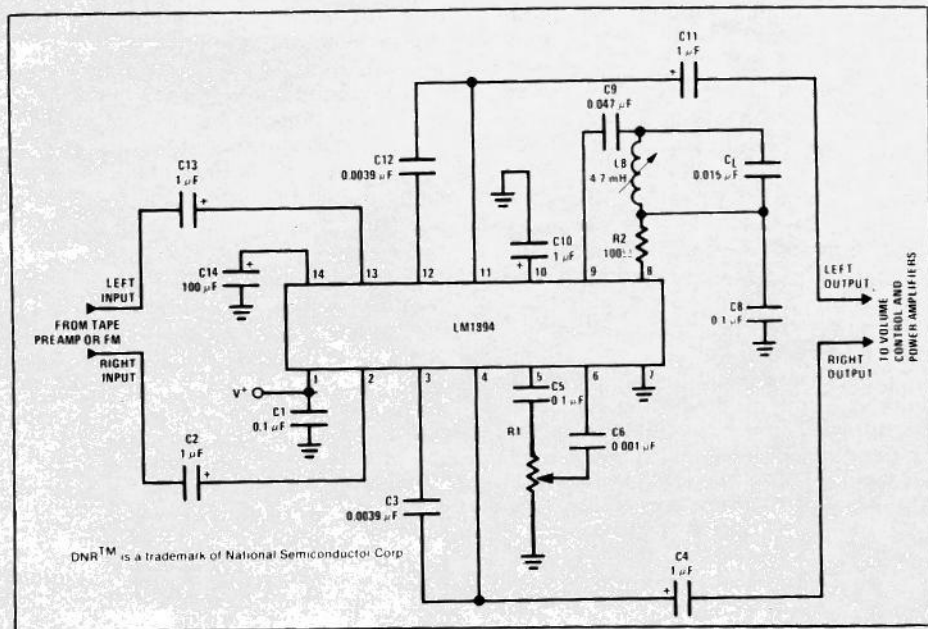 C11
1 µF
C9
0.047 µF
C12
0.0039 µF
L8
4.7 mH
CL
0.015 µF
C13
1 µF
C10
1 µF
R2
100Ω
C14
100 µF
14
13
12
11
10
9
8
LEFT
INPUT
FROM TAPE
PREAMP OR FM
RIGHT
INPUT
LM1894
C8
0.1 µF
LEFT
OUTPUT
TO VOLUME
CONTROL AND
POWER AMPLIFIERS
RIGHT
OUTPUT
1
2
3
4
5
6
7
V+
C1
0.1 µF
C5
0.1 µF
R1
C6
0.001 µF
C2
1 µF
C3
0.0039 µF
C4
1 µF
DNR™ is a trademark of National Semiconductor Corp